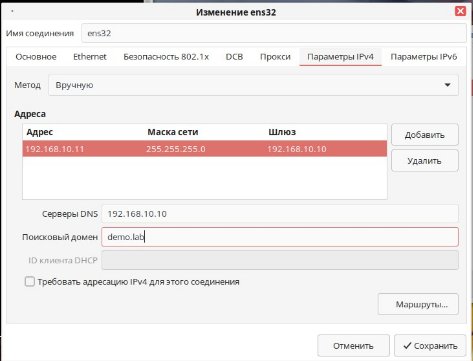 Изменение ens32
Имя соединения ens32
Основное Ethernet Безопасность 802.1x DCB Прокси Параметры IPv4 Параметры IPv6
Метод Вручную
Адреса
Адрес Маска сети Шлюз Добавить
192.168.10.11 255.255.255.0 192.168.10.10
Удалить
Серверы DNS 192.168.10.10
Поисковый домен demo.lab
ID клиента DHCP
Требовать адресацию IPv4 для этого соединения
Маршруты...
Отменить Сохранить